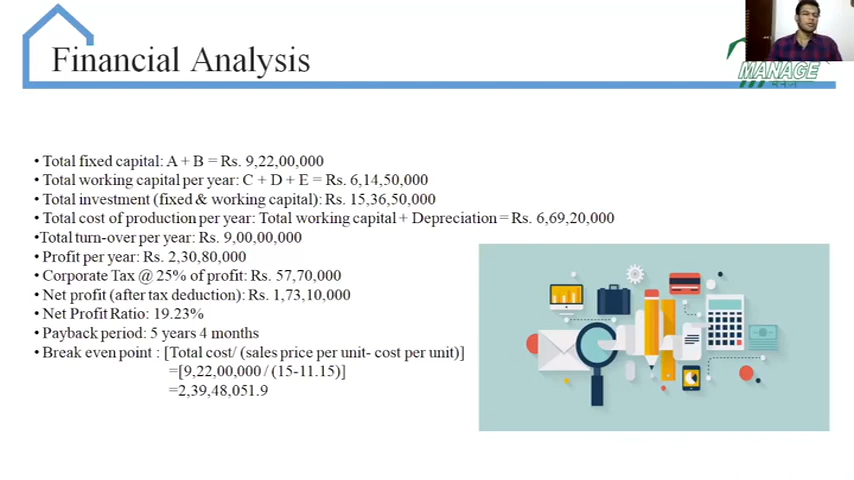 Financial Analysis
MANAGE
• Total fixed capital: A + B = Rs. 9,22,00,000
• Total working capital per year: C + D + E = Rs. 6,14,50,000
• Total investment (fixed & working capital): Rs. 15,36,50,000
• Total cost of production per year: Total working capital + Depreciation = Rs. 6,69,20,000
•Total turn-over per year: Rs. 9,00,00,000
• Profit per year: Rs. 2,30,80,000
• Corporate Tax @ 25% of profit: Rs. 57,70,000
• Net profit (after tax deduction): Rs. 1,73,10,000
• Net Profit Ratio: 19.23%
• Payback period: 5 years 4 months
• Break even point : [Total cost/ (sales price per unit- cost per unit)]
=[9,22,00,000 / (15-11.15)]
=2,39,48,051.9